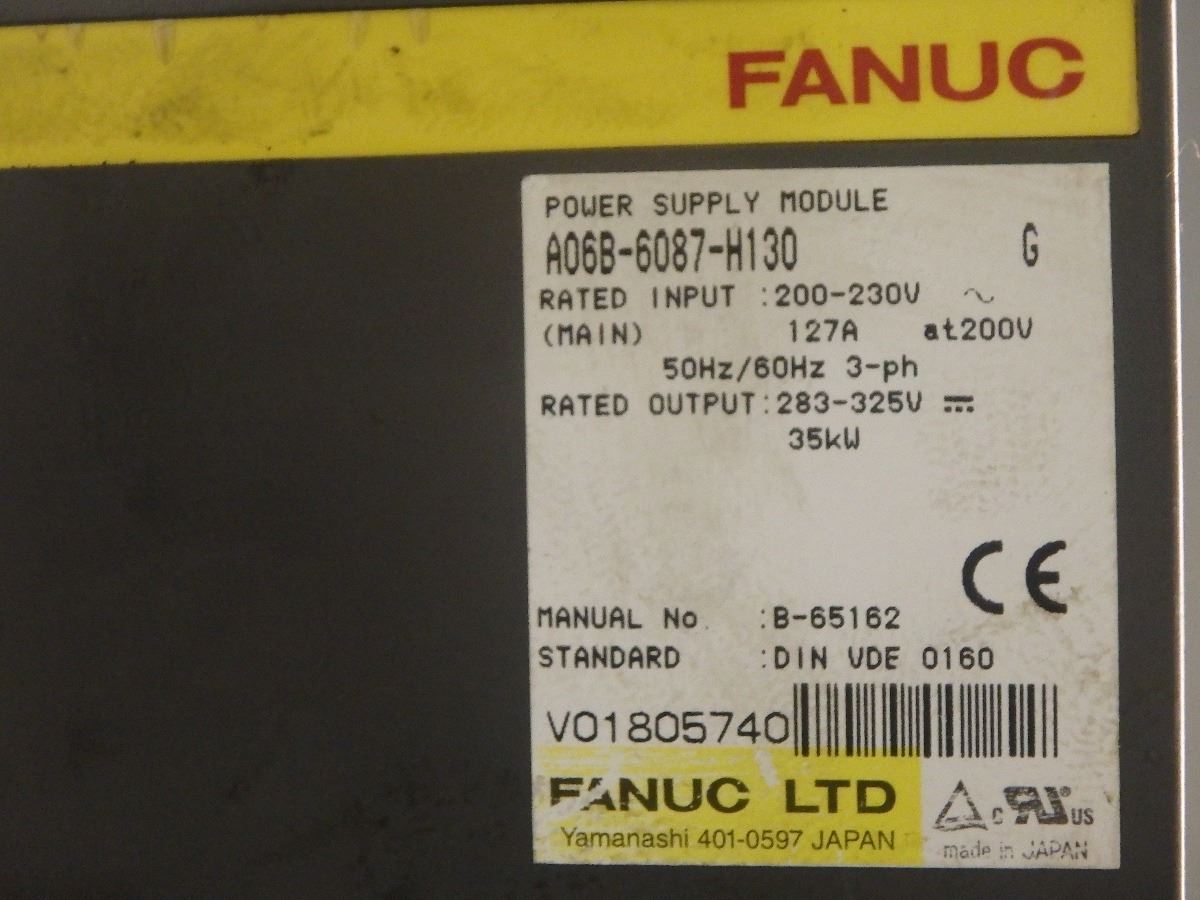 FANUC
POWER SUPPLY MODULE
A06B-6087-H130 G
RATED INPUT :200-230V ~
(MAIN) 127A at200V
50Hz/60Hz 3-ph
RATED OUTPUT:283-325V ⎓
35kW
CE
MANUAL No. :B-65162
STANDARD :DIN VDE 0160
V01805740
FANUC LTD
Yamanashi 401-0597 JAPAN
c RU US
made in JAPAN